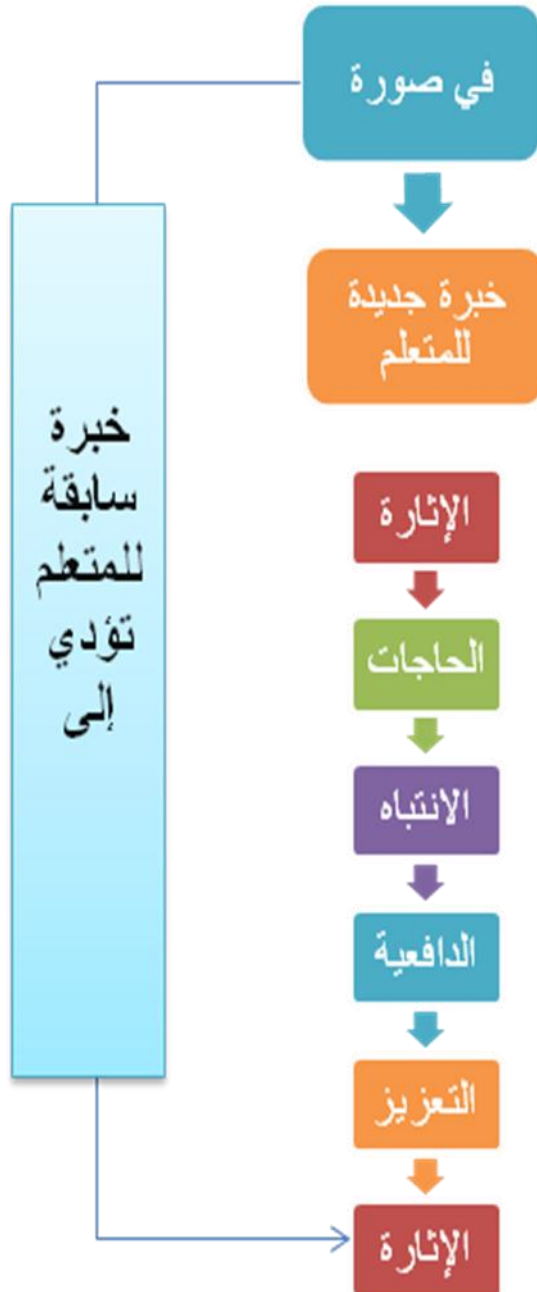 في صورة
خبرة جديدة
للمتعلم
الإثارة
الحاجات
الانتباه
الدافعية
التعزيز
الإثارة
خبرة
سابقة
للمتعلم
تؤدي
إلى